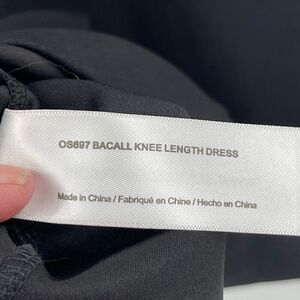 OS697 BACALL KNEE LENGTH DRESS
Made in China / Fabriqué en Chine / Hecho en China